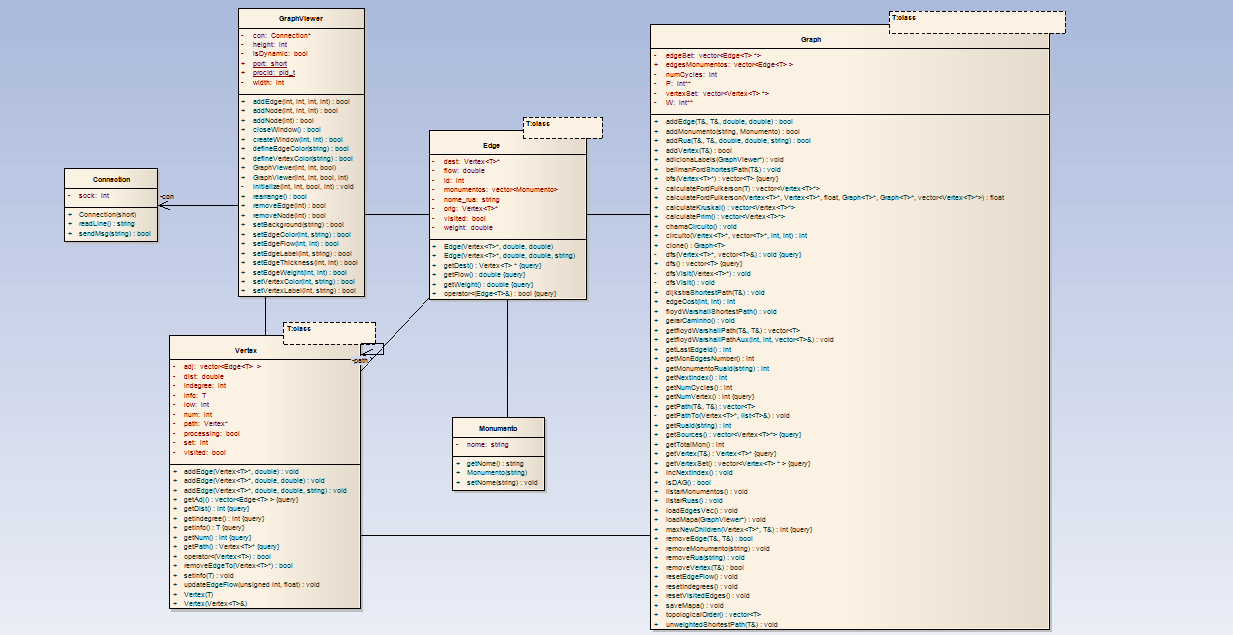 GraphViewer
- con: Connection*
- height: int
- isDynamic: bool
- port: short
- procId: pid_t
- width: int
+ addEdge(int, int, int, int) : bool
+ addNode(int, int, int) : bool
+ addNode(int) : bool
+ closeWindow() : bool
+ createWindow(int, int) : bool
+ defineEdgeColor(string) : bool
+ defineVertexColor(string) : bool
+ GraphViewer(int, int, bool)
+ GraphViewer(int, int, bool, int)
- initialize(int, int, bool, int) : void
+ rearrange() : bool
+ removeEdge(int) : bool
+ removeNode(int) : bool
+ setBackground(string) : bool
+ setEdgeColor(int, string) : bool
+ setEdgeFlow(int, int) : bool
+ setEdgeLabel(int, string) : bool
+ setEdgeThickness(int, int) : bool
+ setEdgeWeight(int, int) : bool
+ setVertexColor(int, string) : bool
+ setVertexLabel(int, string) : bool
Connection
- sock: int
+ Connection(short)
+ readLine() : string
+ sendMsg(string) : bool
-con
T:class
Edge
- dest: Vertex<T>*
- flow: double
- id: int
- monumentos: vector<Monumento>
- nome_rua: string
- orig: Vertex<T>*
- visited: bool
- weight: double
+ Edge(Vertex<T>*, double, double)
+ Edge(Vertex<T>*, double, double, string)
+ getDest() : Vertex<T> * {query}
+ getFlow() : double {query}
+ getWeight() : double {query}
+ operator<(Edge<T>&) : bool {query}
T:class
Vertex
- adj: vector<Edge<T> >
- dist: double
- indegree: int
- info: T
- low: int
- num: int
- path: Vertex*
- processing: bool
- set: int
- visited: bool
+ addEdge(Vertex<T>*, double) : void
+ addEdge(Vertex<T>*, double, double) : void
+ addEdge(Vertex<T>*, double, double, string) : void
+ getAdj() : vector<Edge<T> > {query}
+ getDist() : int {query}
+ getIndegree() : int {query}
+ getInfo() : T {query}
+ getNum() : int {query}
+ getPath() : Vertex<T>* {query}
+ operator<(Vertex<T>) : bool
+ removeEdgeTo(Vertex<T>*) : bool
+ setInfo(T) : void
+ updateEdgeFlow(unsigned int, float) : void
+ Vertex(T)
+ Vertex(Vertex<T>&)
-path
Monumento
- nome: string
+ getNome() : string
+ Monumento(string)
+ setNome(string) : void
T:class
Graph
- edgeSet: vector<Edge<T> *>
+ edgesMonumentos: vector<Edge<T> >
- numCycles: int
- P: int**
- vertexSet: vector<Vertex<T> *>
- W: int**
+ addEdge(T&, T&, double, double) : bool
+ addMonumento(string, Monumento) : bool
+ addRua(T&, T&, double, double, string) : bool
+ addVertex(T&) : bool
+ adicionaLabels(GraphViewer*) : void
+ bellmanFordShortestPath(T&) : void
+ bfs(Vertex<T>*) : vector<T> {query}
+ calculateFordFulkerson(T) : vector<Vertex<T>*>
+ calculateFordFulkerson(Vertex<T>*, Vertex<T>*, float, Graph<T>*, Graph<T>*, vector<Vertex<T>*>) : float
+ calculateKruskal() : vector<Vertex<T>*>
+ calculatePrim() : vector<Vertex<T>*>
+ chamaCircuito() : void
+ circuito(Vertex<T>*, vertex<T>*, int, int) : int
+ clone() : Graph<T>
- dfs(Vertex<T>*, vector<T>&) : void {query}
+ dfs() : vector<T> {query}
- dfsVisit(Vertex<T>*) : void
- dfsVisit() : void
+ dijkstraShortestPath(T&) : void
+ edgeCost(int, int) : int
+ floydWarshallShortestPath() : void
+ gerarCaminho() : void
+ getfloydWarshallPath(T&, T&) : vector<T>
+ getfloydWarshallPathAux(int, int, vector<T>&) : void
+ getLastEdgeId() : int
+ getMonEdgesNumber() : int
+ getMonumentoRuaId(string) : int
+ getNextIndex() : int
+ getNumCycles() : int
+ getNumVertex() : int {query}
+ getPath(T&, T&) : vector<T>
- getPathTo(Vertex<T>*, list<T>&) : void
+ getRuaId(string) : int
+ getSources() : vector<Vertex<T>*> {query}
+ getTotalMon() : int
+ getVertex(T&) : Vertex<T>* {query}
+ getVertexSet() : vector<Vertex<T> * > {query}
+ incNextIndex() : void
+ isDAG() : bool
+ listarMonumentos() : void
+ listarRuas() : void
+ loadEdgesVec() : void
+ loadMapa(GraphViewer*) : void
+ maxNewChildren(Vertex<T>*, T&) : int {query}
+ removeEdge(T&, T&) : bool
+ removeMonumento(string) : void
+ removeRua(string) : void
+ removeVertex(T&) : bool
+ resetEdgeFlow() : void
+ resetIndegrees() : void
+ resetVisitedEdges() : void
+ saveMapa() : void
+ topologicalOrder() : vector<T>
+ unweightedShortestPath(T&) : void